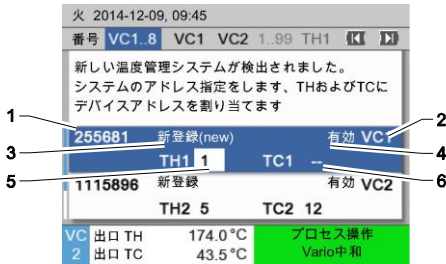 火 2014-12-09, 09:45
番号 VC1..8 VC1 VC2 1..99 TH1
新しい温度管理システムが検出されました。
システムのアドレス指定をします、THおよびTCに
デバイスアドレスを割り当てます
1
2
255681 新登録(new) 有効 VC1
3
4
TH1 1 TC1 --
5
6
1115896 新登録 有効 VC2
TH2 5 TC2 12
VC 出口 TH 174.0°C プロセス操作
2 出口 TC 43.5°C Vario中和